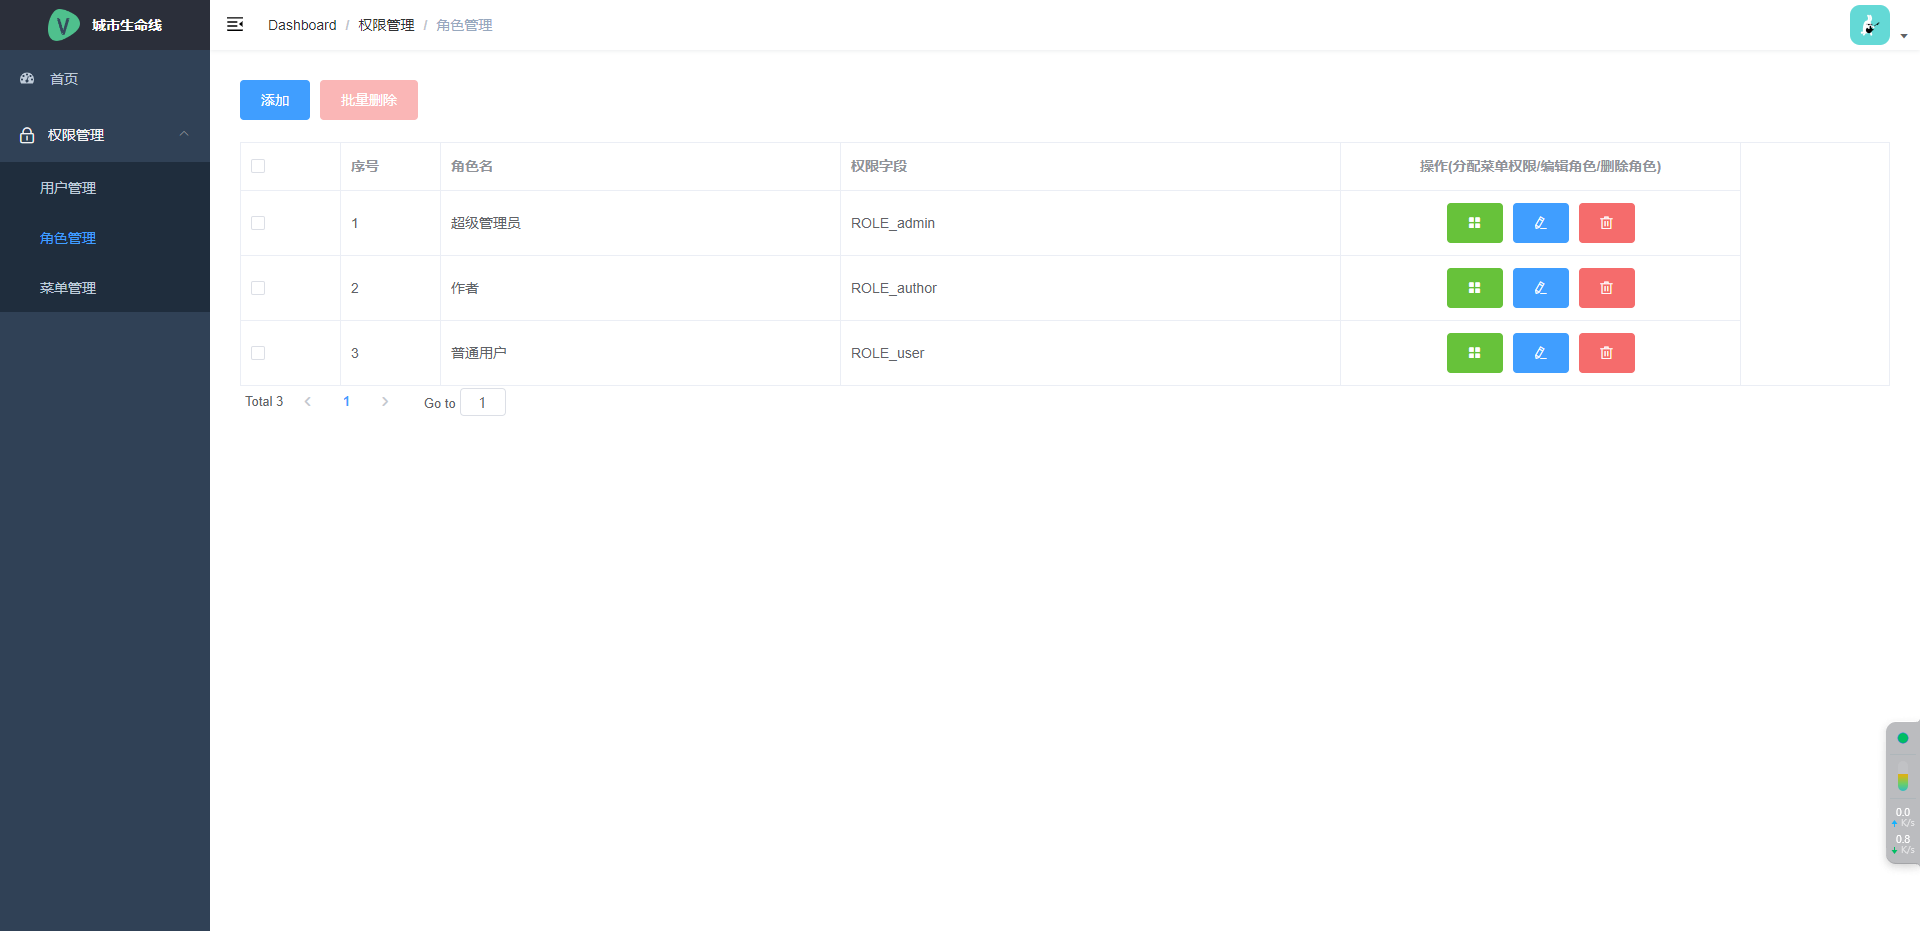 城市生命线
Dashboard / 权限管理 / 角色管理
首页
权限管理
用户管理
角色管理
菜单管理
添加 批量删除
序号 角色名 权限字段 操作(分配菜单权限/编辑角色/删除角色)
1 超级管理员 ROLE_admin
2 作者 ROLE_author
3 普通用户 ROLE_user
Total 3 1 Go to 1
0.0
K/s
0.8
K/s